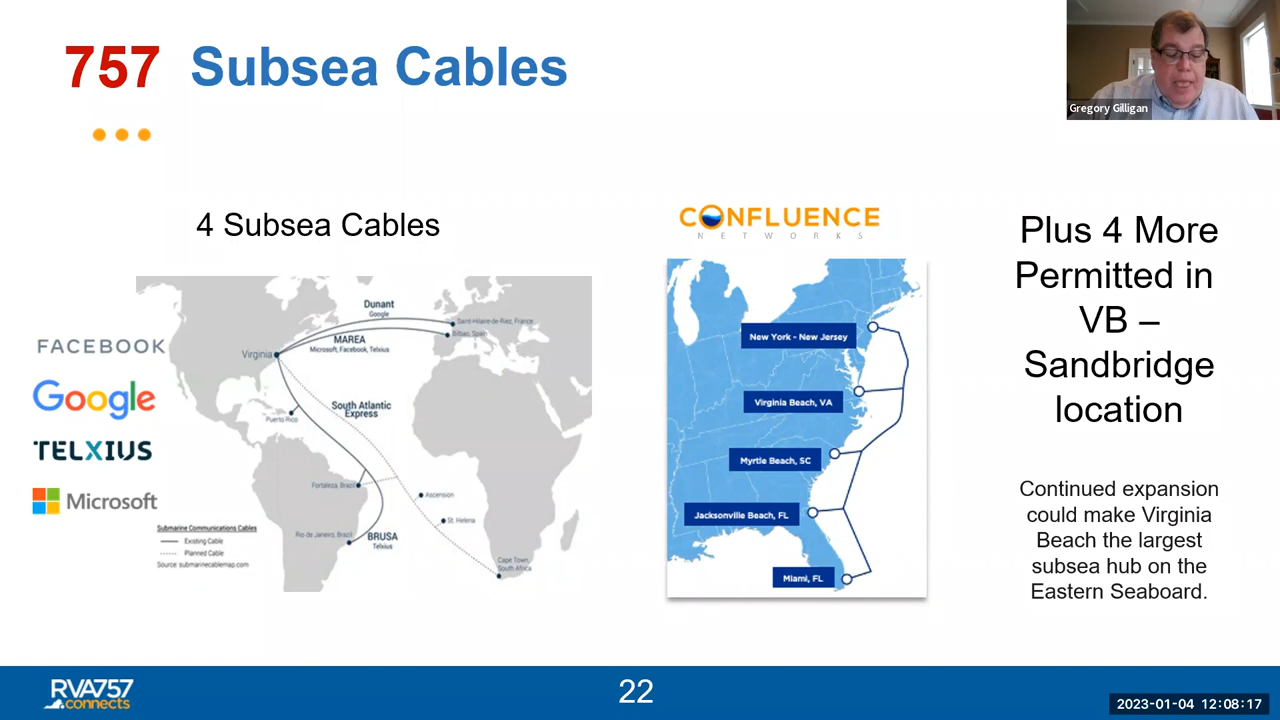 757 Subsea Cables
Gregory Gilligan
4 Subsea Cables
FACEBOOK
Google
TELXIUS
Microsoft
Dunant
Google
Saint-Hilaire-de-Riez, France
Bilbao, Spain
MAREA
Microsoft, Facebook, Telxius
Virginia
South Atlantic
Express
Puerto Rico
Fortaleza, Brazil
Ascension
St. Helena
Rio de Janeiro, Brazil
BRUSA
Telxius
Cape Town,
South Africa
Submarine Communications Cables
Existing Cable
Planned Cable
Source: submarinecablemap.com
CONFLUENCE
NETWORKS
New York - New Jersey
Virginia Beach, VA
Myrtle Beach, SC
Jacksonville Beach, FL
Miami, FL
Plus 4 More
Permitted in
VB –
Sandbridge
location
Continued expansion
could make Virginia
Beach the largest
subsea hub on the
Eastern Seaboard.
RVA757
connects
22
2023-01-04 12:08:17